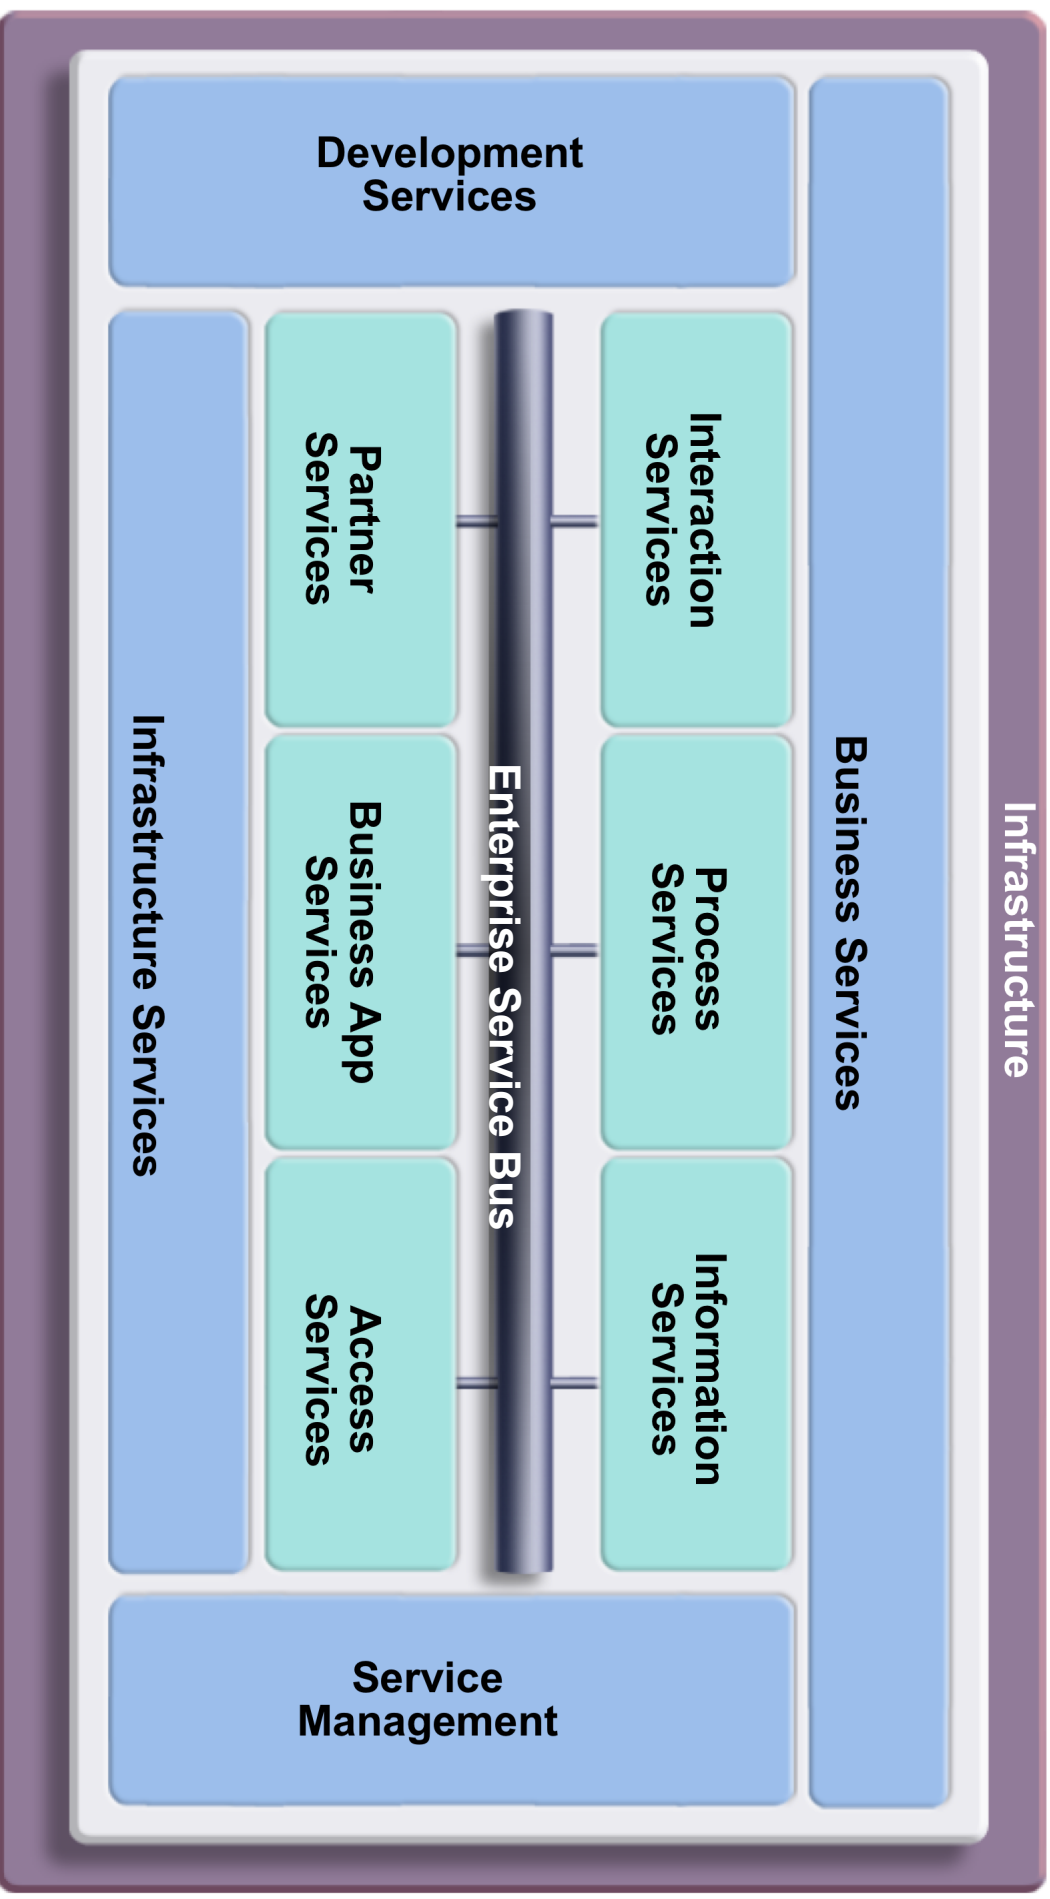 Infrastructure
Business Services
Development
Services
Interaction
Services
Process
Services
Information
Services
Enterprise Service Bus
Partner
Services
Business App
Services
Access
Services
Infrastructure Services
Service
Management